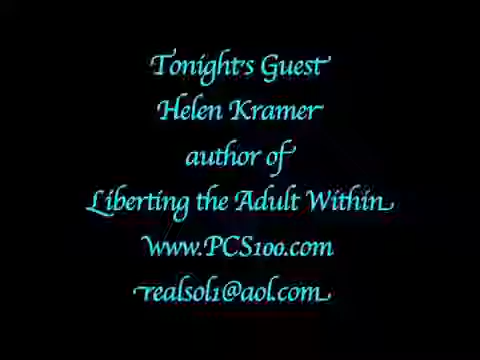 Tonight's Guest
Helen Kramer
author of
Liberting the Adult Within
www.PCS100.com
realsol1@aol.com